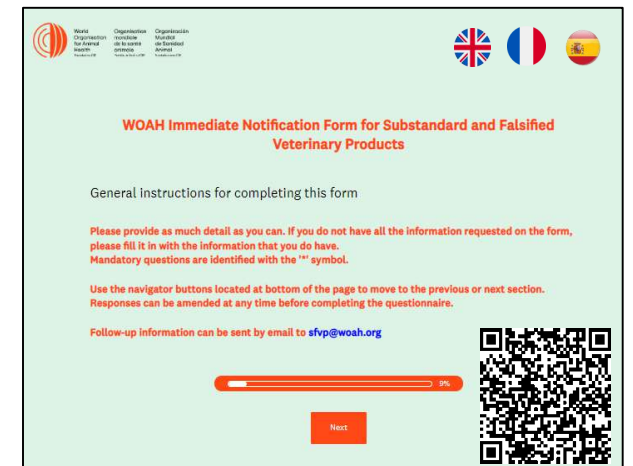 World Organisation for Animal Health
Organisation mondiale de la santé animale
Organización Mundial de Sanidad Animal
WOAH Immediate Notification Form for Substandard and Falsified
Veterinary Products
General instructions for completing this form
Please provide as much detail as you can. If you do not have all the information requested on the form,
please fill it in with the information that you do have.
Mandatory questions are identified with the '*' symbol.
Use the navigator buttons located at bottom of the page to move to the previous or next section.
Responses can be amended at any time before completing the questionnaire.
Follow-up information can be sent by email to sfvp@woah.org
9%
Next